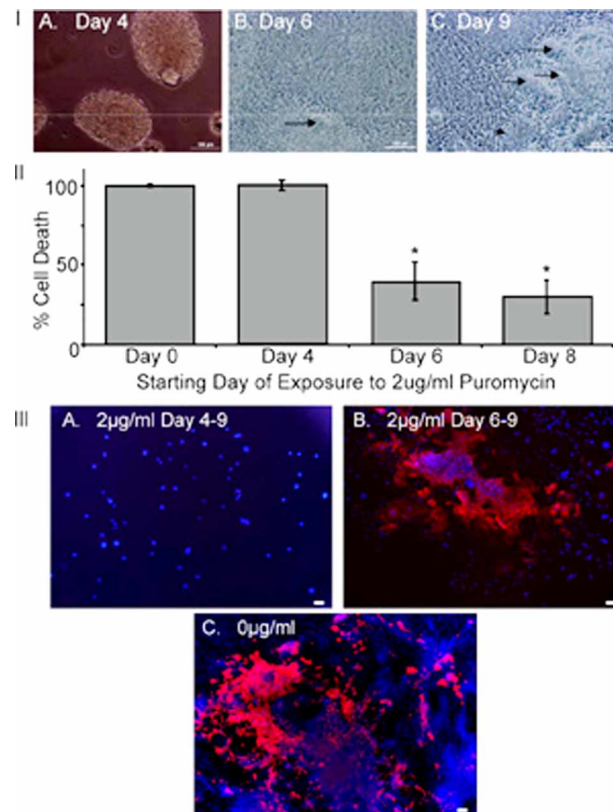 I
A. Day 4
B. Day 6
C. Day 9
II
% Cell Death
100
50
0
* *
Day 0 Day 4 Day 6 Day 8
Starting Day of Exposure to 2ug/ml Puromycin
III
A. 2µg/ml Day 4-9
B. 2µg/ml Day 6-9
C. 0µg/ml